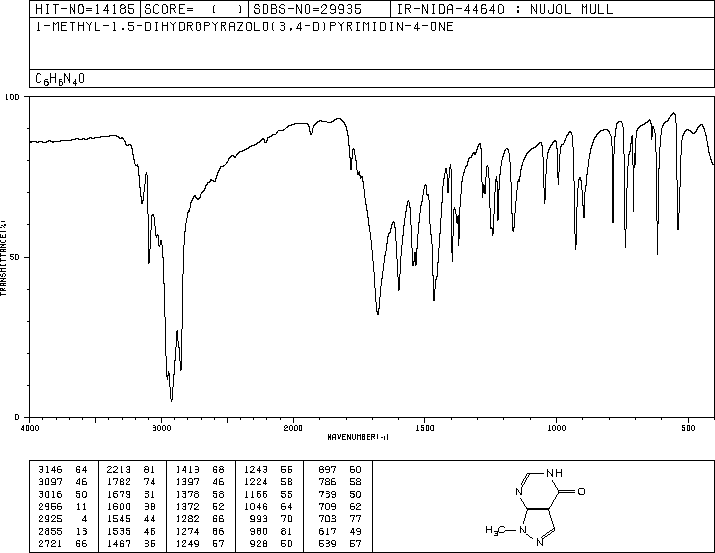 HIT-NO=14185 SCORE= ( ) SDBS-NO=29935 IR-NIDA-44640 : NUJOL MULL
1-METHYL-1,5-DIHYDROPYRAZOLO(3,4-D)PYRIMIDIN-4-ONE
C6H6N4O
100
50
0
TRANSMITTANCE(%)
4000 3000 2000 1500 1000 500
WAVENUMBER(-1)
3146 64 2213 81 1413 68 1243 55 897 60
3097 46 1782 74 1397 46 1224 58 786 58
3016 50 1679 31 1378 58 1166 55 739 50
2956 11 1600 38 1372 52 1046 64 709 62
2925 4 1545 44 1282 66 993 70 703 77
2855 13 1535 46 1274 86 980 81 617 49
2721 66 1467 35 1249 57 928 50 539 57
NH
N
O
H3C
N
N